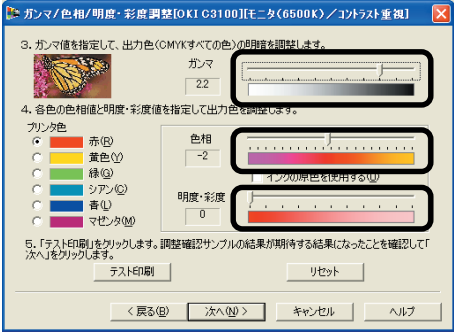 ガンマ/色相/明度・彩度調整[OKI C3100][モニタ(6500K)/コントラスト重視]
3. ガンマ値を指定して、出力色(CMYKすべての色)の明暗を調整します。
ガンマ
2.2
4. 各色の色相値と明度・彩度値を指定して出力色を調整します。
プリンタ色
赤(R)
黄色(Y)
緑(G)
シアン(C)
青(L)
マゼンタ(M)
色相
-2
インクの原色を使用する(U)
明度・彩度
0
5. 「テスト印刷」をクリックします。調整確認サンプルの結果が期待する結果になったことを確認して「
次へ」をクリックします。
テスト印刷
リセット
< 戻る(B)
次へ(N) >
キャンセル
ヘルプ